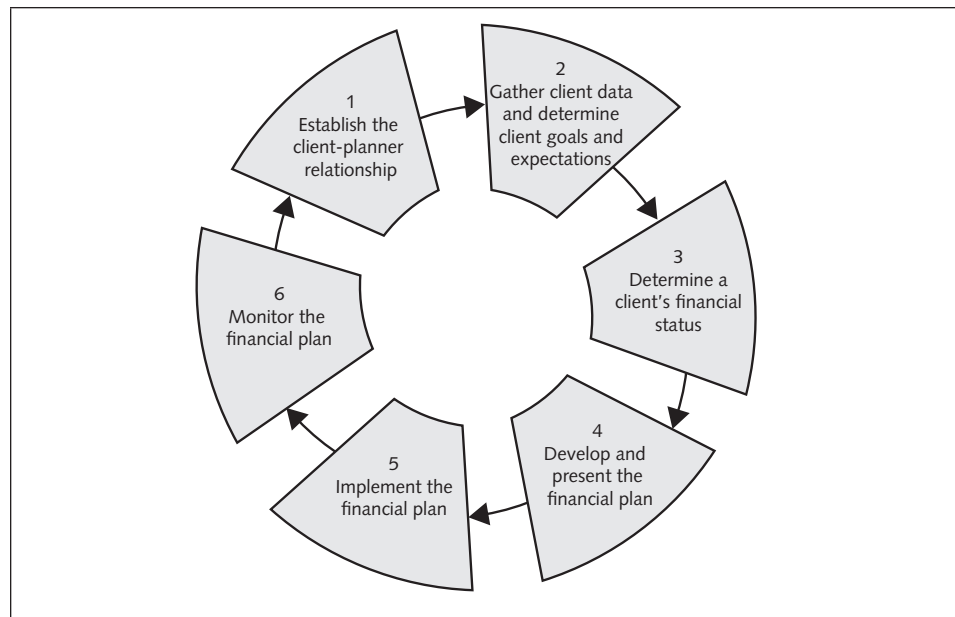 1
Establish the
client-planner
relationship
2
Gather client data
and determine
client goals and
expectations
3
Determine a
client's financial
status
4
Develop and
present the
financial plan
5
Implement the
financial plan
6
Monitor the
financial plan